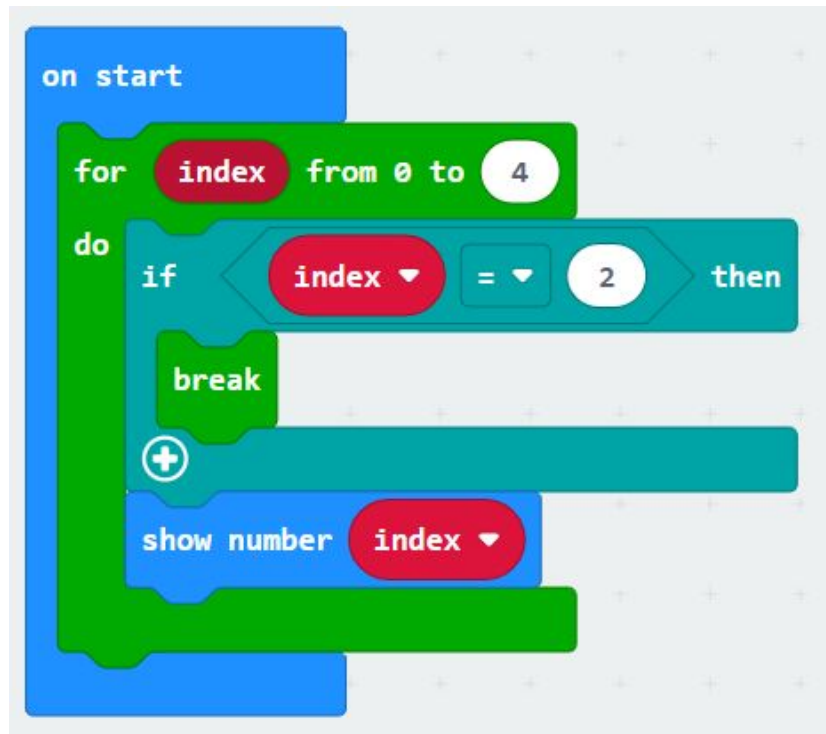 on start
for index from 0 to 4
do
if index = 2 then
break
show number index